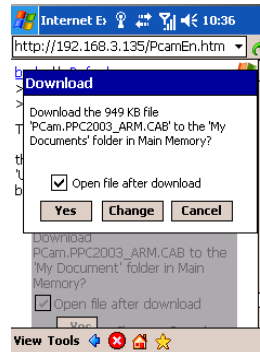 Internet E› 10:36
http://192.168.3.135/PcamEn.htm
Download
Download the 949 KB file
'PCam.PPC2003_ARM.CAB' to the 'My
Documents' folder in Main Memory?
Open file after download
Yes Change Cancel
Download
PCam.PPC2003_ARM.CAB to the
'My Document' folder in Main
Memory?
Open file after download
Yes
View Tools